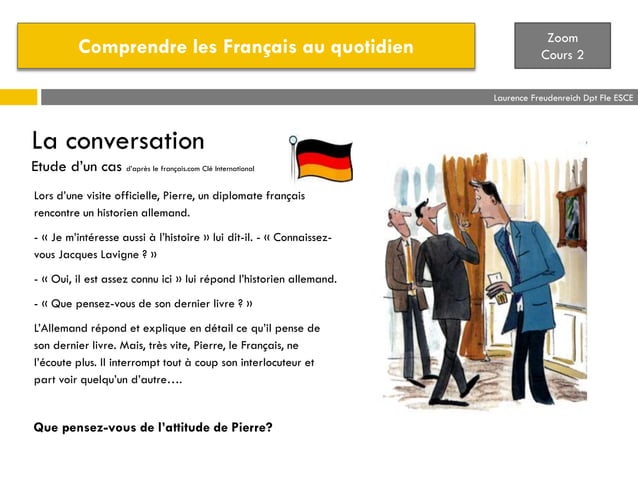 Comprendre les Français au quotidien
Zoom
Cours 2
Laurence Freudenreich Dpt Fle ESCE
La conversation
Etude d’un cas d’après le français.com Clé International
Lors d’une visite officielle, Pierre, un diplomate français
rencontre un historien allemand.
- « Je m’intéresse aussi à l’histoire » lui dit-il. - « Connaissez-
vous Jacques Lavigne ? »
- « Oui, il est assez connu ici » lui répond l’historien allemand.
- « Que pensez-vous de son dernier livre ? »
L’Allemand répond et explique en détail ce qu’il pense de
son dernier livre. Mais, très vite, Pierre, le Français, ne
l’écoute plus. Il interrompt tout à coup son interlocuteur et
part voir quelqu’un d’autre….
Que pensez-vous de l’attitude de Pierre?